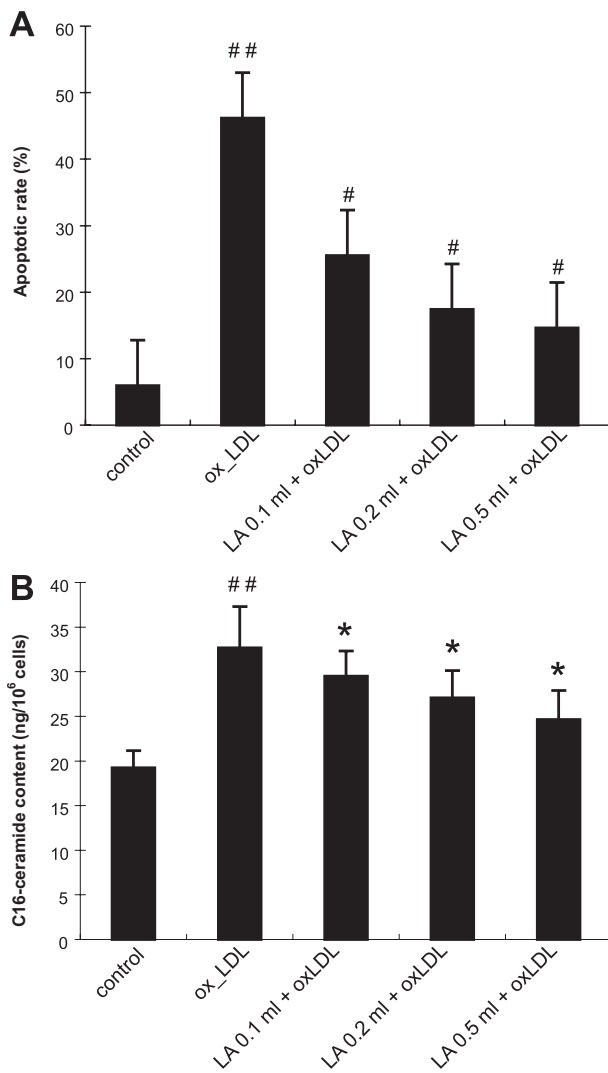 A
Apoptotic rate (%)
60
50
40
30
20
10
0
# #
#
#
#
control
ox_LDL
LA 0.1 ml + oxLDL
LA 0.2 ml + oxLDL
LA 0.5 ml + oxLDL
B
C16-ceramide content (ng/10⁶ cells)
40
35
30
25
20
15
10
5
0
# #
*
*
*
control
ox_LDL
LA 0.1 ml + oxLDL
LA 0.2 ml + oxLDL
LA 0.5 ml + oxLDL